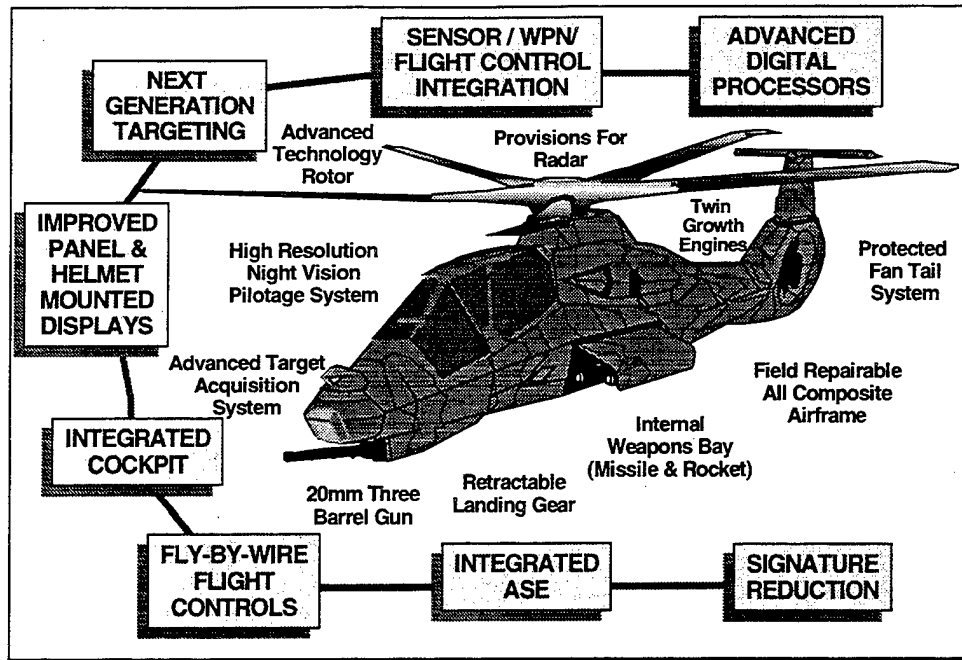 SENSOR / WPN/
FLIGHT CONTROL
INTEGRATION
ADVANCED
DIGITAL
PROCESSORS
NEXT
GENERATION
TARGETING
Advanced
Technology
Rotor
Provisions For
Radar
IMPROVED
PANEL &
HELMET
MOUNTED
DISPLAYS
High Resolution
Night Vision
Pilotage System
Twin
Growth
Engines
Protected
Fan Tail
System
Advanced Target
Acquisition
System
Field Repairable
All Composite
Airframe
INTEGRATED
COCKPIT
Internal
Weapons Bay
(Missile & Rocket)
20mm Three
Barrel Gun
Retractable
Landing Gear
FLY-BY-WIRE
FLIGHT
CONTROLS
INTEGRATED
ASE
SIGNATURE
REDUCTION